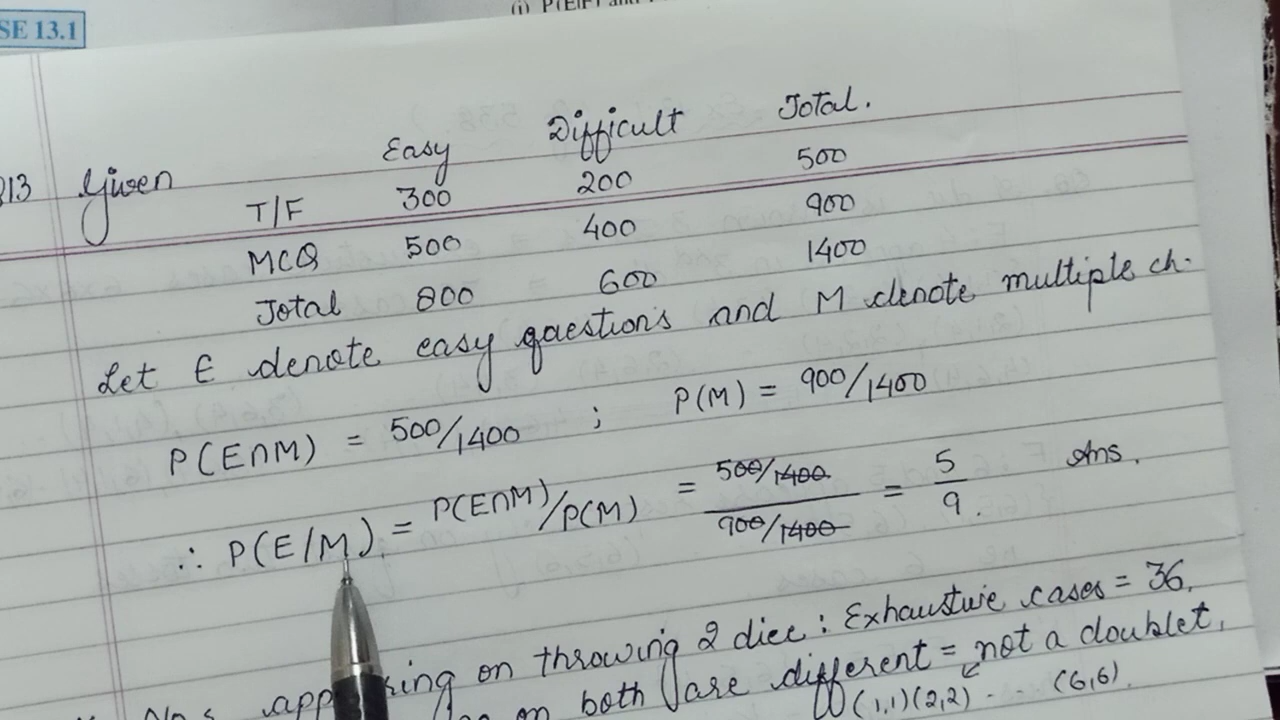 SE 13.1
Easy Difficult Total.
Q13 Given
T/F 300 200 500
MCQ 500 400 900
Total 800 600 1400
Let E denote easy questions and M denote multiple ch.
P(E∩M) = 500/1400 ; P(M) = 900/1400
∴ P(E/M) = P(E∩M)/P(M) = 500/1400 / 900/1400 = 5/9. Ans.
on throwing 2 dice : Exhaustive cases = 36.
on both are different = not a doublet.
(1,1)(2,2) - .. (6,6).